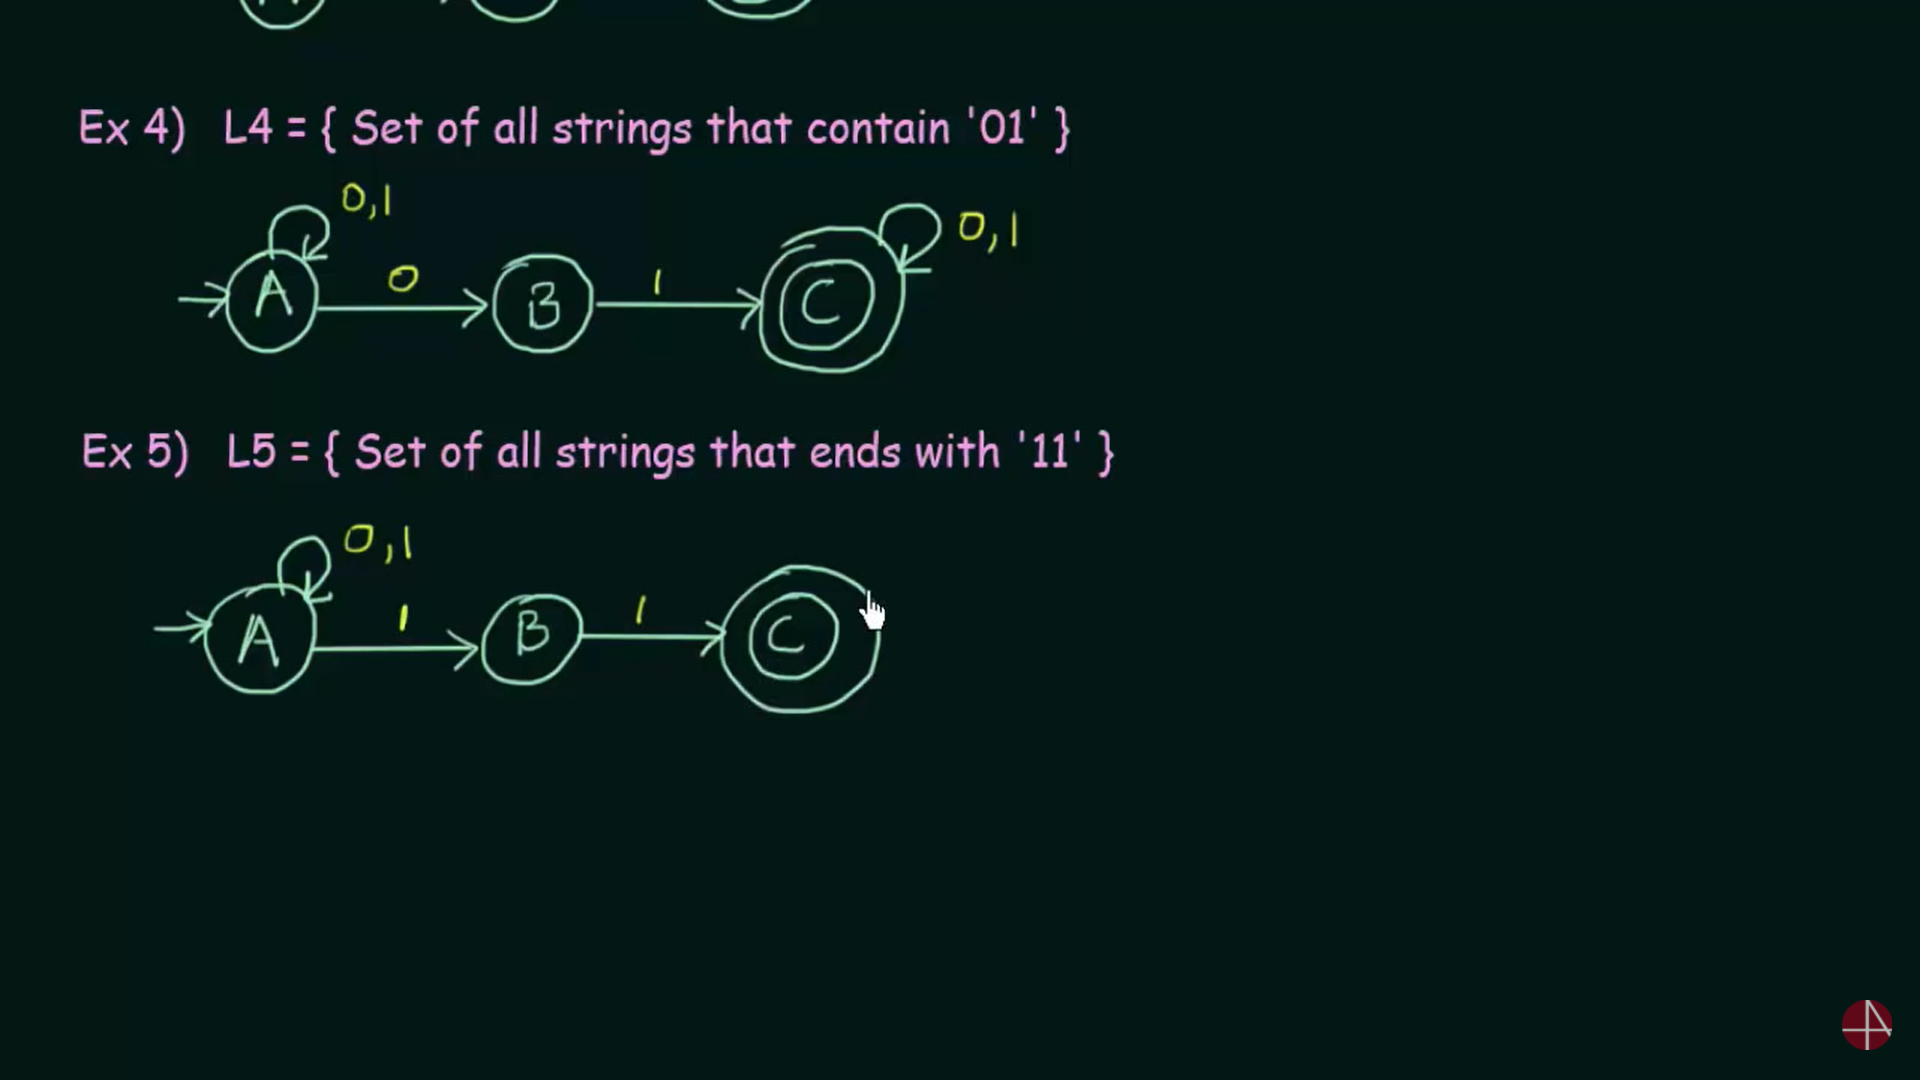 Ex 4) L4 = { Set of all strings that contain '01' }
0,1
0,1
A
0
B
1
C
Ex 5) L5 = { Set of all strings that ends with '11' }
0,1
A
1
B
1
C